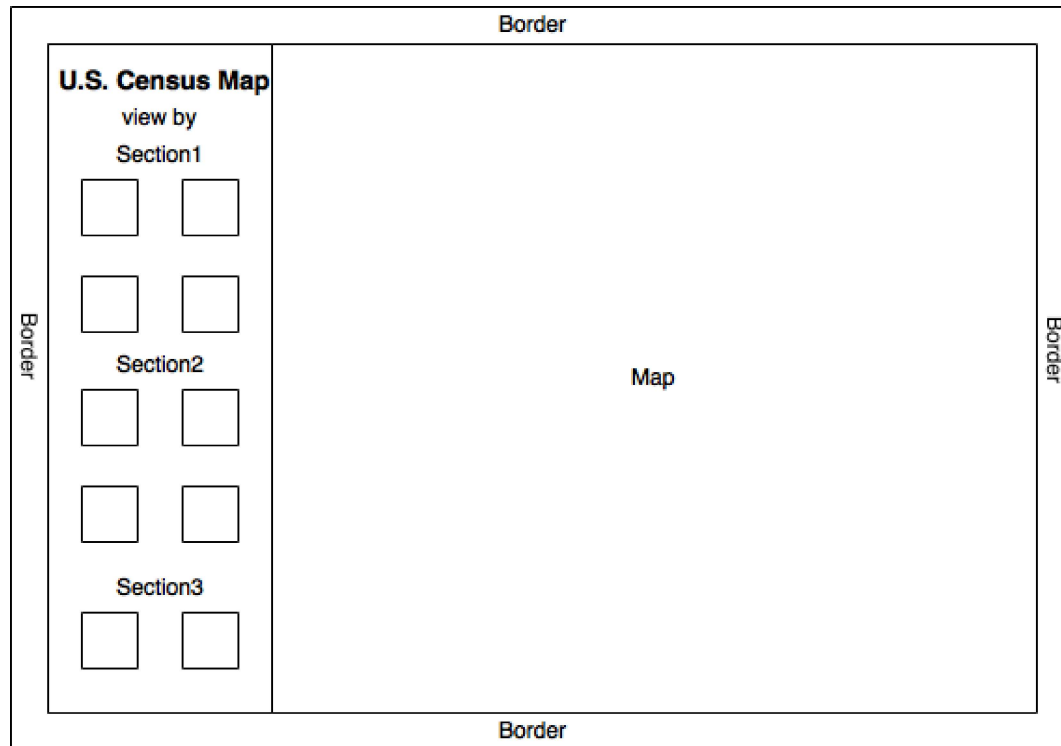 Border
U.S. Census Map
view by
Section1
Section2
Section3
Border
Map
Border
Border